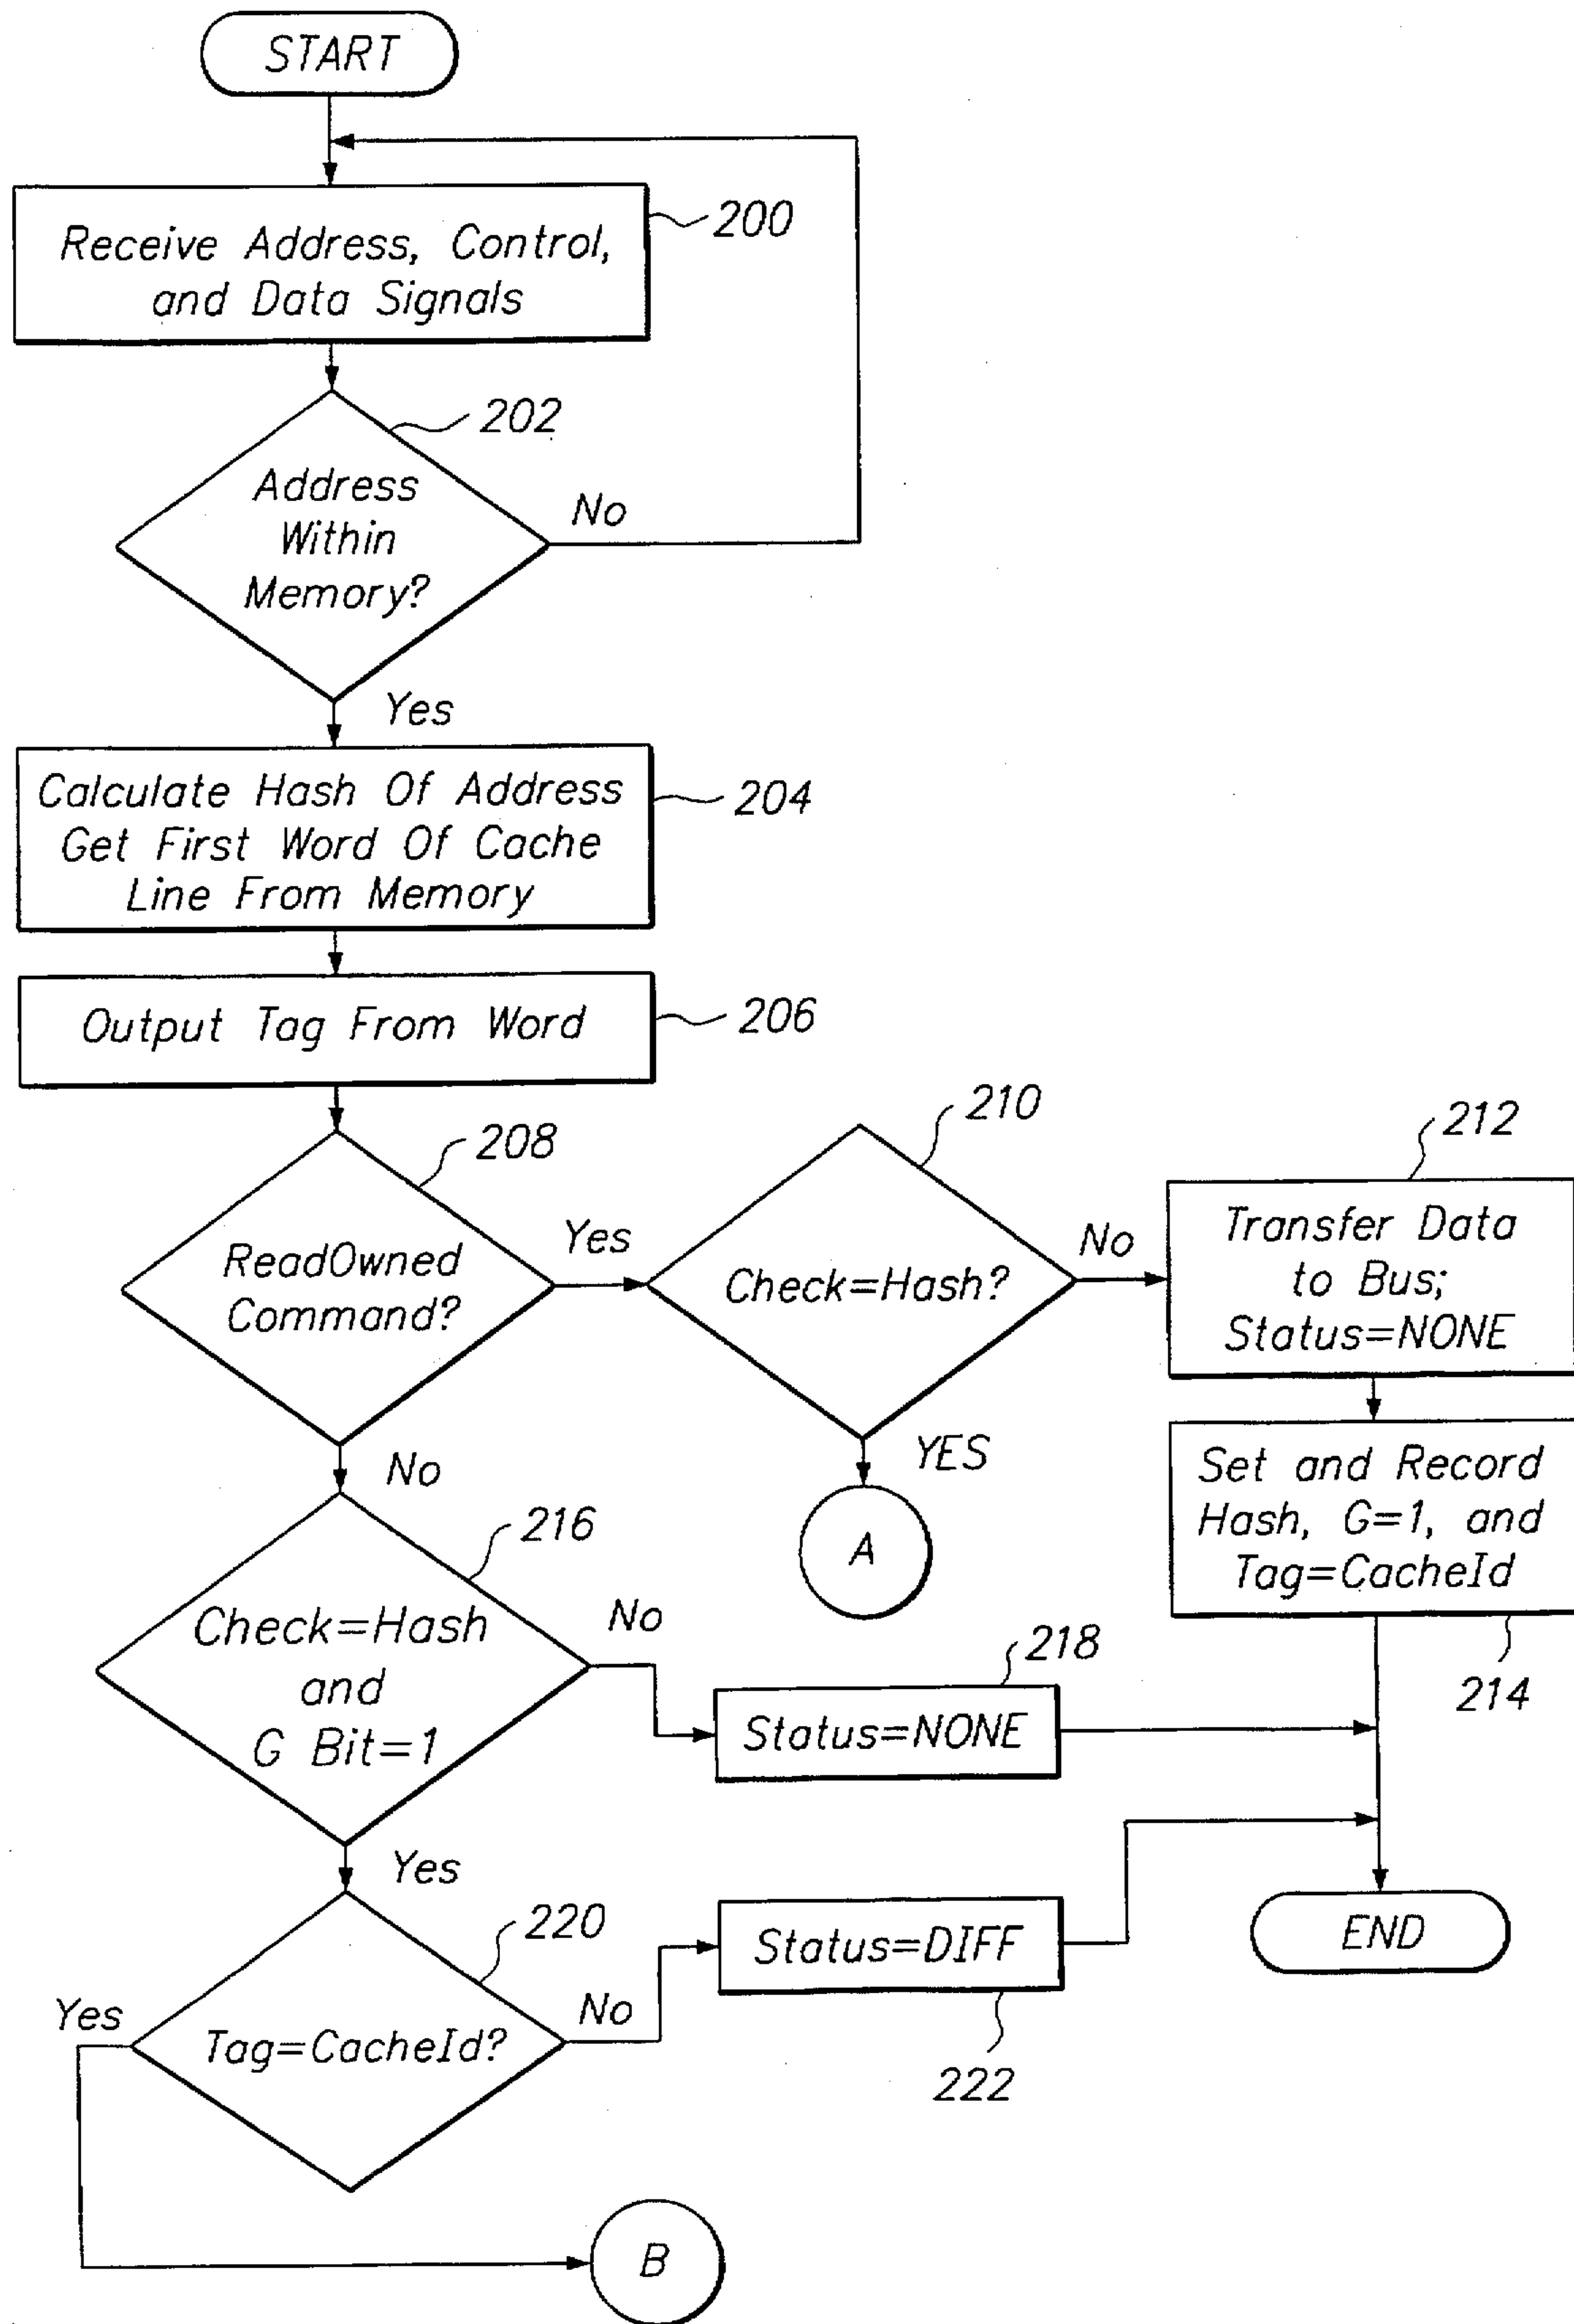 START
Receive Address, Control,
and Data Signals
200
Address
Within
Memory?
202
No
Yes
Calculate Hash Of Address
Get First Word Of Cache
Line From Memory
204
Output Tag From Word
206
ReadOwned
Command?
208
Yes
No
Check=Hash?
210
No
YES
A
Transfer Data
to Bus;
Status=NONE
212
Set and Record
Hash, G=1, and
Tag=CacheId
214
Check=Hash
and
G Bit=1
216
No
Yes
Status=NONE
218
Tag=CacheId?
220
Yes
No
Status=DIFF
222
END
B